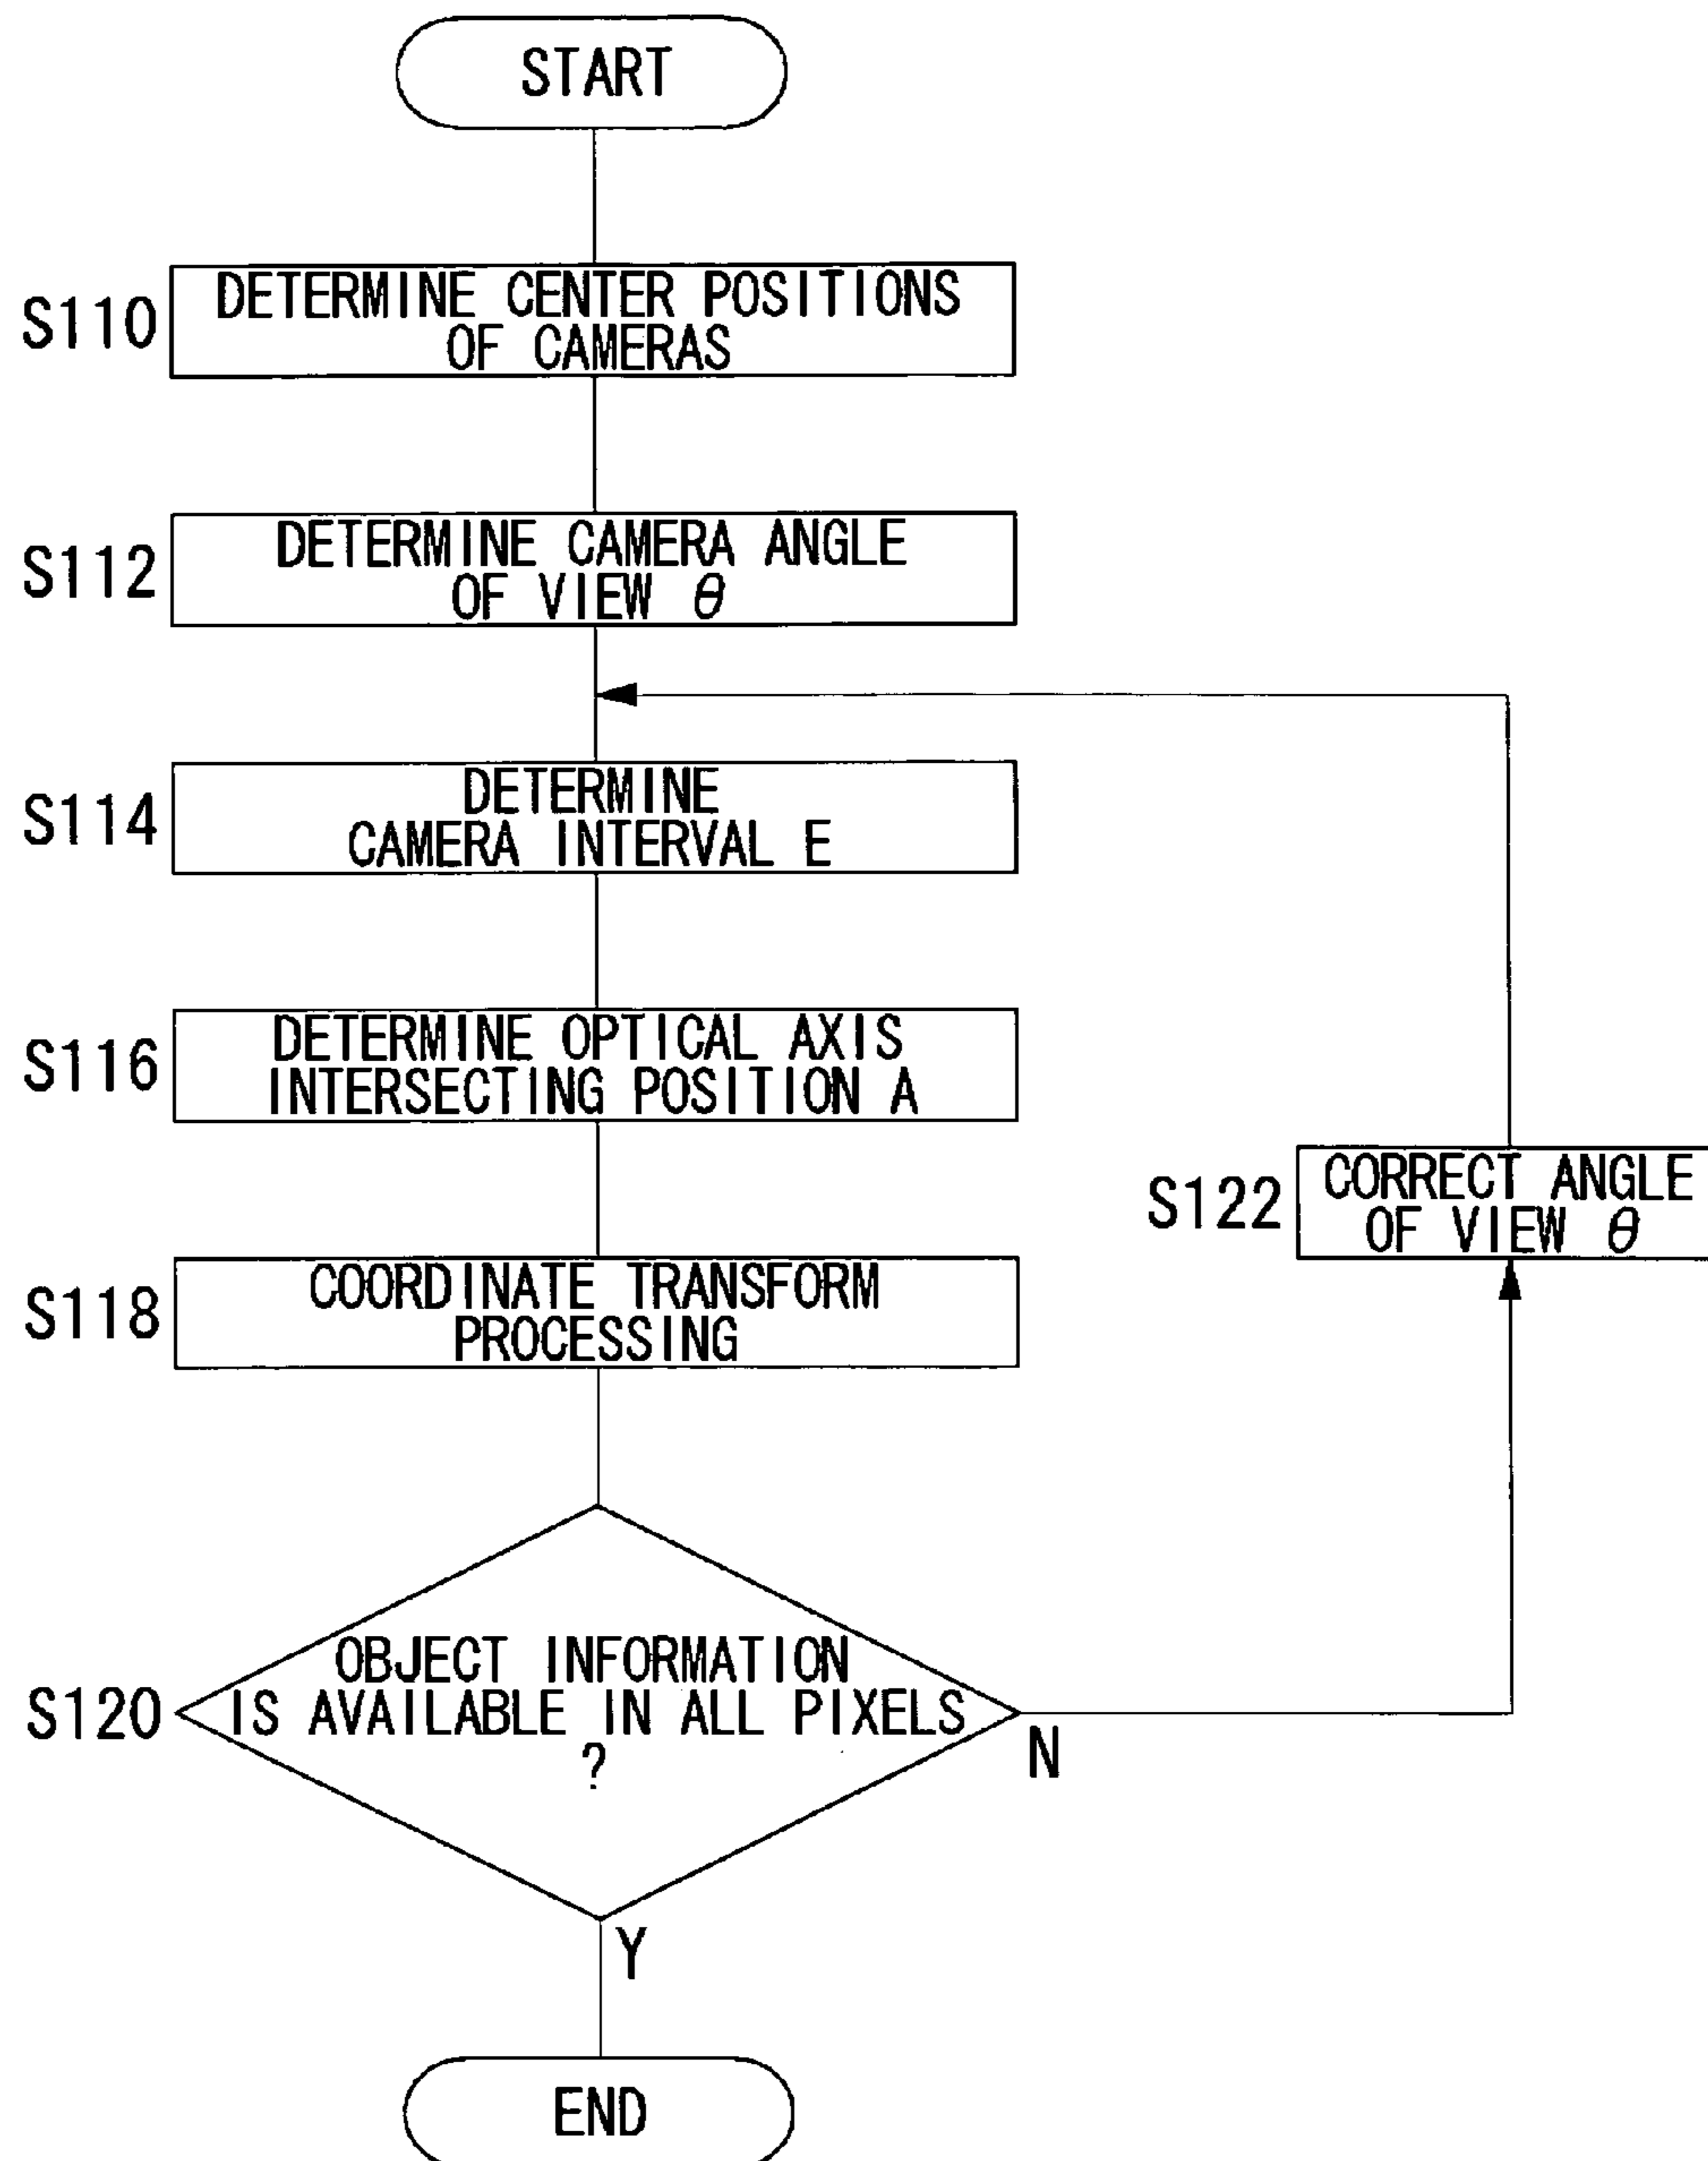 START
S110
DETERMINE CENTER POSITIONS
OF CAMERAS
S112
DETERMINE CAMERA ANGLE
OF VIEW θ
S114
DETERMINE
CAMERA INTERVAL E
S116
DETERMINE OPTICAL AXIS
INTERSECTING POSITION A
S122
CORRECT ANGLE
OF VIEW θ
S118
COORDINATE TRANSFORM
PROCESSING
S120
OBJECT INFORMATION
IS AVAILABLE IN ALL PIXELS
?
N
Y
END